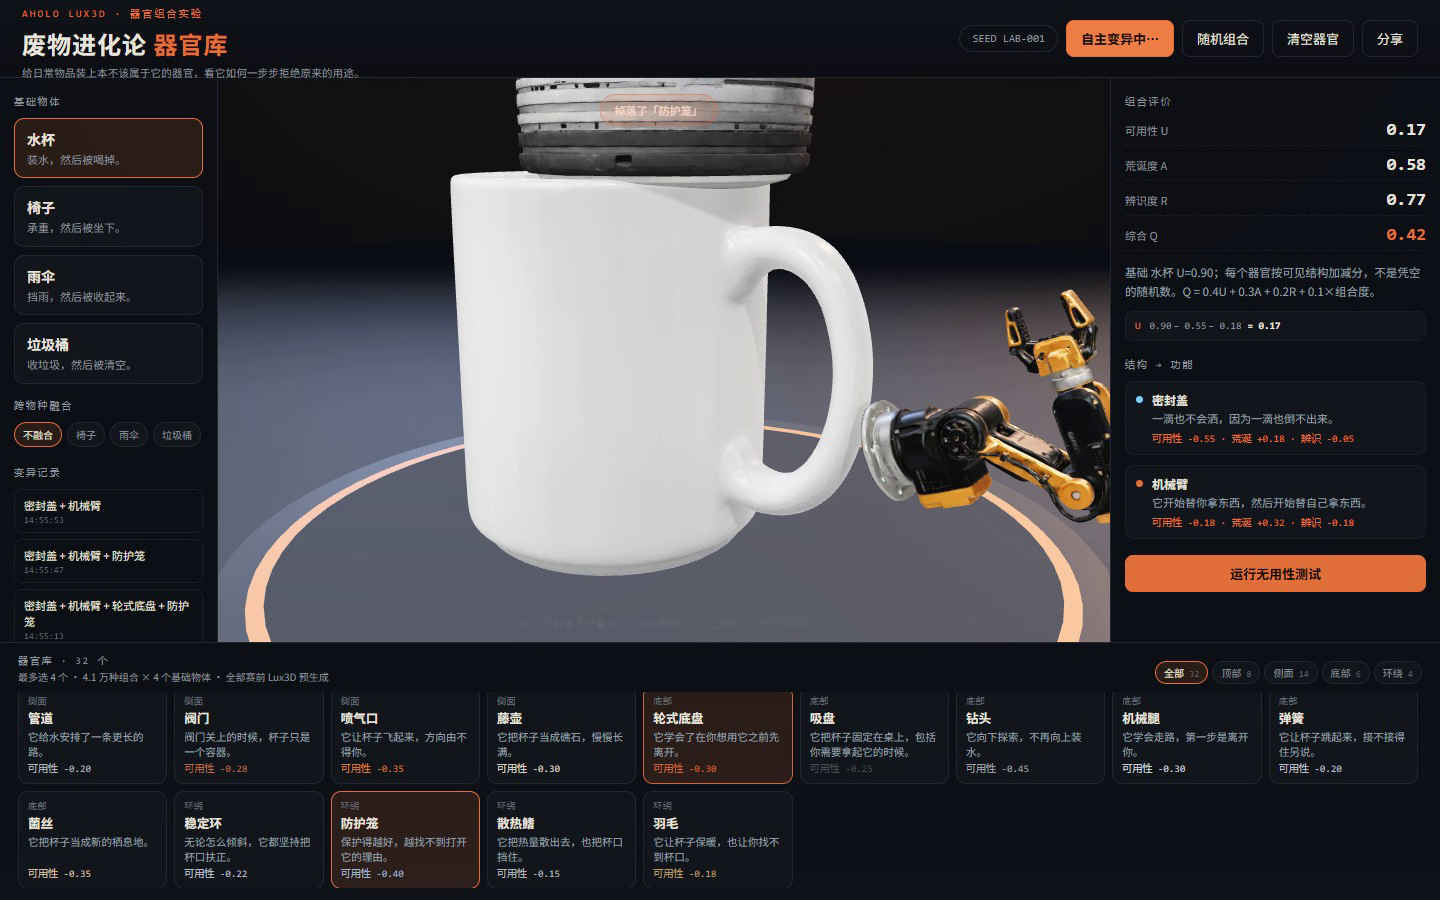 AHOLO LUX3D · 器官组合实验
废物进化论 器官库
给日常物品装上本不该属于它的器官，看它如何一步步拒绝原来的用途。
SEED LAB-001
自主变异中…
随机组合
清空器官
分享
基础物体
水杯
装水，然后被喝掉。
椅子
承重，然后被坐下。
雨伞
挡雨，然后被收起来。
垃圾桶
收垃圾，然后被清空。
跨物种融合
不融合 椅子 雨伞 垃圾桶
变异记录
密封盖+机械臂
14:55:53
密封盖+机械臂+防护笼
14:55:47
密封盖+机械臂+轮式底盘+防护
笼
14:55:13
掉落了「防护笼」
组合评价
可用性 U 0.17
荒诞度 A 0.58
辨识度 R 0.77
综合 Q 0.42
基础 水杯 U=0.90；每个器官按可见结构加减分，不是凭空
的随机数。Q = 0.4U + 0.3A + 0.2R + 0.1×组合度。
U 0.90 − 0.55 − 0.18 = 0.17
结构 → 功能
密封盖
一滴也不会洒，因为一滴也倒不出来。
可用性 -0.55 · 荒诞 +0.18 · 辨识 -0.05
机械臂
它开始替你拿东西，然后开始替自己拿东西。
可用性 -0.18 · 荒诞 +0.32 · 辨识 -0.18
运行无用性测试
器官库 · 32 个
最多选 4 个 · 4.1 万种组合 × 4 个基础物体 · 全部赛前 Lux3D 预生成
全部 32 顶部 8 侧面 14 底部 6 环绕 4
侧面
管道
它给水安排了一条更长的
路。
可用性 -0.20
侧面
阀门
阀门关上的时候，杯子只是
一个容器。
可用性 -0.28
侧面
喷气口
它让杯子飞起来，方向由不
得你。
可用性 -0.35
侧面
藤壶
它把杯子当成礁石，慢慢长
满。
可用性 -0.30
底部
轮式底盘
它学会了在你想用它之前先
离开。
可用性 -0.30
底部
吸盘
它把杯子固定在桌上，包括
你需要拿起它的时候。
可用性 -0.25
底部
钻头
它向下探索，不再向上装
水。
可用性 -0.45
底部
机械腿
它学会走路，第一步是离开
你。
可用性 -0.30
底部
弹簧
它让杯子跳起来，接不接得
住另说。
可用性 -0.20
底部
菌丝
它把杯子当成新的栖息地。
可用性 -0.35
环绕
稳定环
无论怎么倾斜，它都坚持把
杯口扶正。
可用性 -0.22
环绕
防护笼
保护得越好，越找不到打开
它的理由。
可用性 -0.40
环绕
散热鳍
它把热量散出去，也把杯口
挡住。
可用性 -0.15
环绕
羽毛
它让杯子保暖，也让你找不
到杯口。
可用性 -0.18